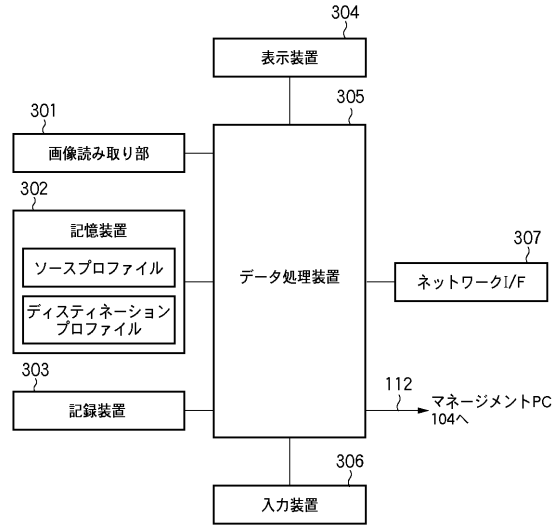 304
表示装置
305
301
画像読み取り部
302
記憶装置
ソースプロファイル
ディスティネーション
プロファイル
データ処理装置
307
ネットワークI/F
303
記録装置
112
マネージメントPC
104へ
306
入力装置